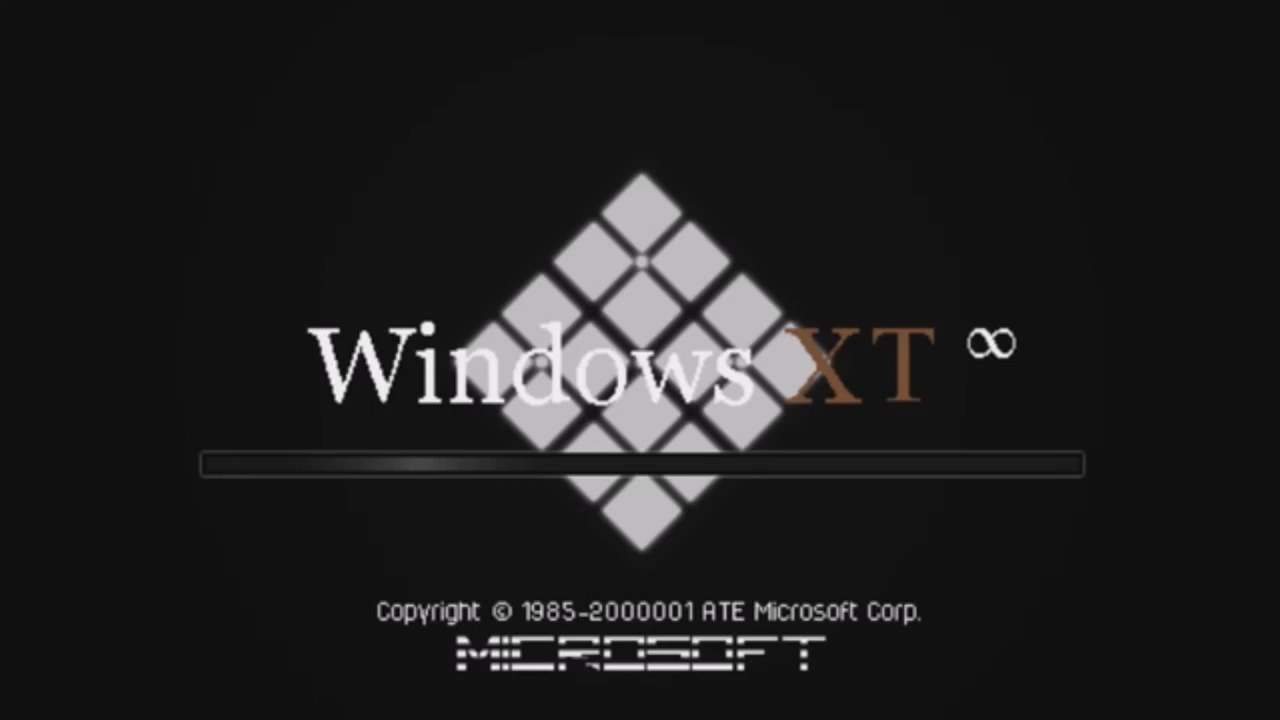 Windows XT ∞
Copyright © 1985-2000001 ATE Microsoft Corp.
MICROSOFT